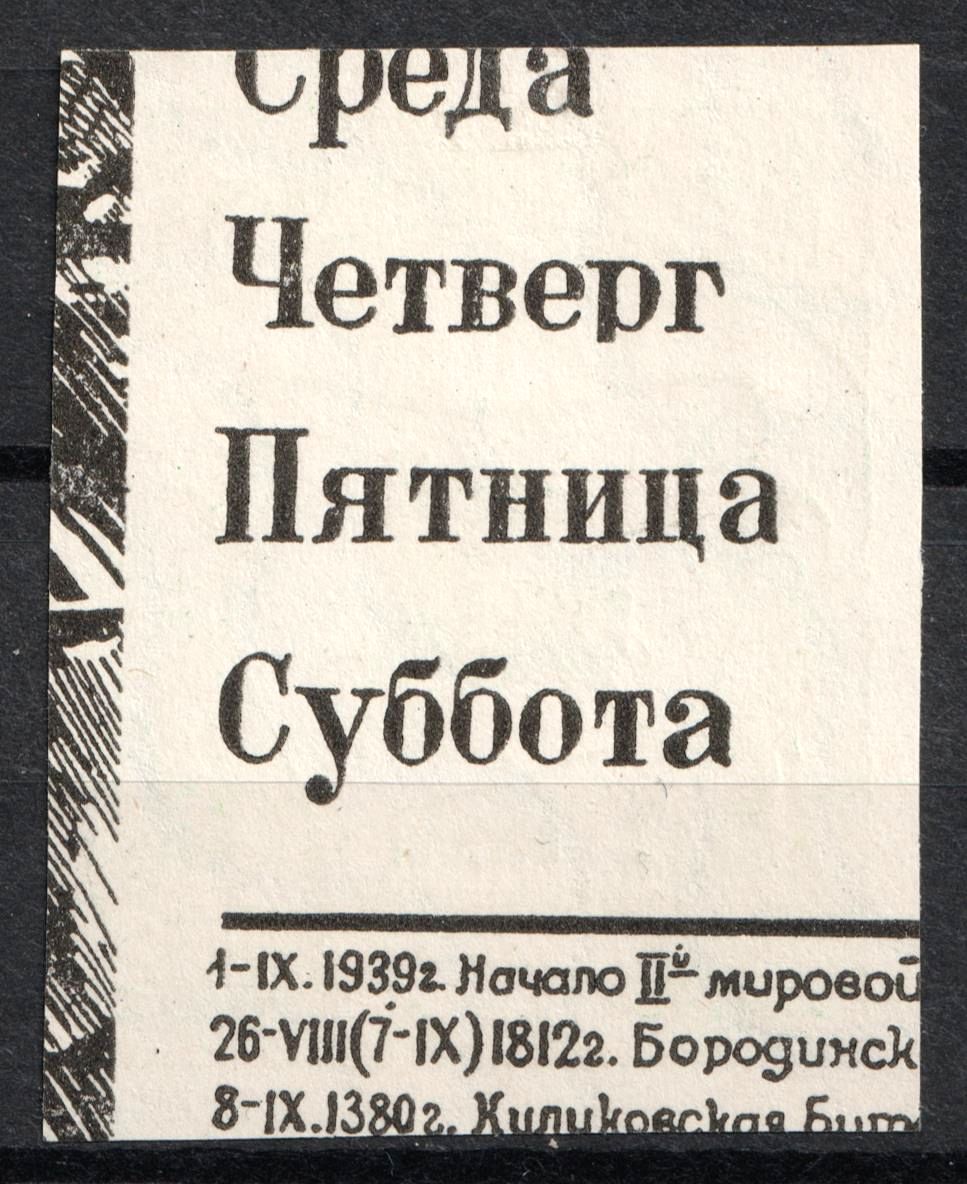 Среда
Четверг
Пятница
Суббота
1-IX.1939г. Начало IIй мировой
26-VIII(7-IX)1812г. Бородинск
8-IX.1380г. Куликовская бит